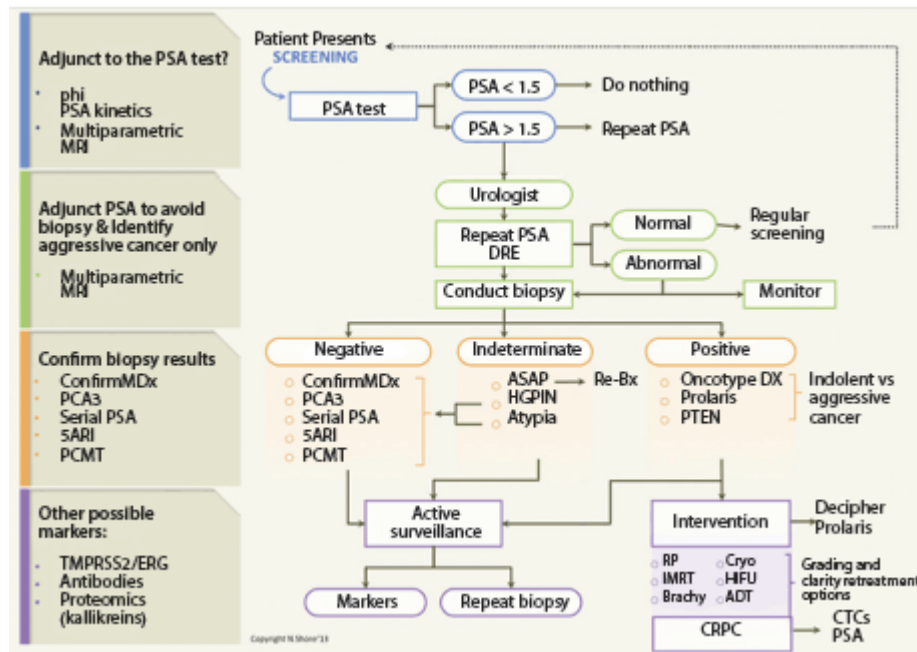 Adjunct to the PSA test?
phi
PSA kinetics
Multiparametric
MRI
Adjunct PSA to avoid
biopsy & Identify
aggressive cancer only
Multiparametric
MRI
Confirm biopsy results
ConfirmMDx
PCA3
Serial PSA
5ARI
PCMT
Other possible
markers:
TMPRSS2/ERG
Antibodies
Proteomics
(kallikreins)
Patient Presents
SCREENING
PSA test
PSA < 1.5
Do nothing
PSA > 1.5
Repeat PSA
Urologist
Repeat PSA
DRE
Normal
Regular
screening
Abnormal
Conduct biopsy
Monitor
Negative
Indeterminate
Positive
ConfirmMDx
PCA3
Serial PSA
5ARI
PCMT
ASAP
Re-Bx
HGPIN
Atypia
Oncotype DX
Prolaris
PTEN
Indolent vs
aggressive
cancer
Active
surveillance
Intervention
Decipher
Prolaris
Markers
Repeat biopsy
RP
Cryo
IMRT
HIFU
Brachy
ADT
Grading and
clarity retreatment
options
CRPC
CTCs
PSA
Copyright N.Shore'13